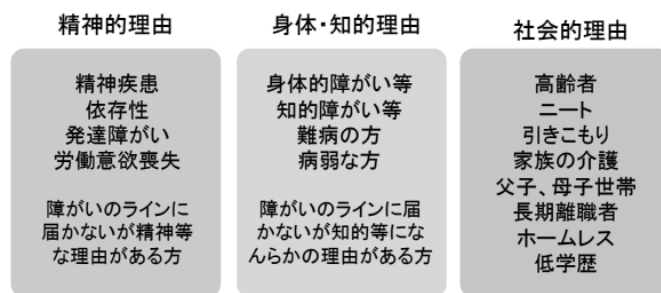 精神的理由
精神疾患
依存性
発達障がい
労働意欲喪失
障がいのラインに
届かないが精神等
な理由がある方
身体・知的理由
身体的障がい等
知的障がい等
難病の方
病弱な方
障がいのラインに届
かないが知的等にな
んらかの理由がある方
社会的理由
高齢者
ニート
引きこもり
家族の介護
父子、母子世帯
長期離職者
ホームレス
低学歴